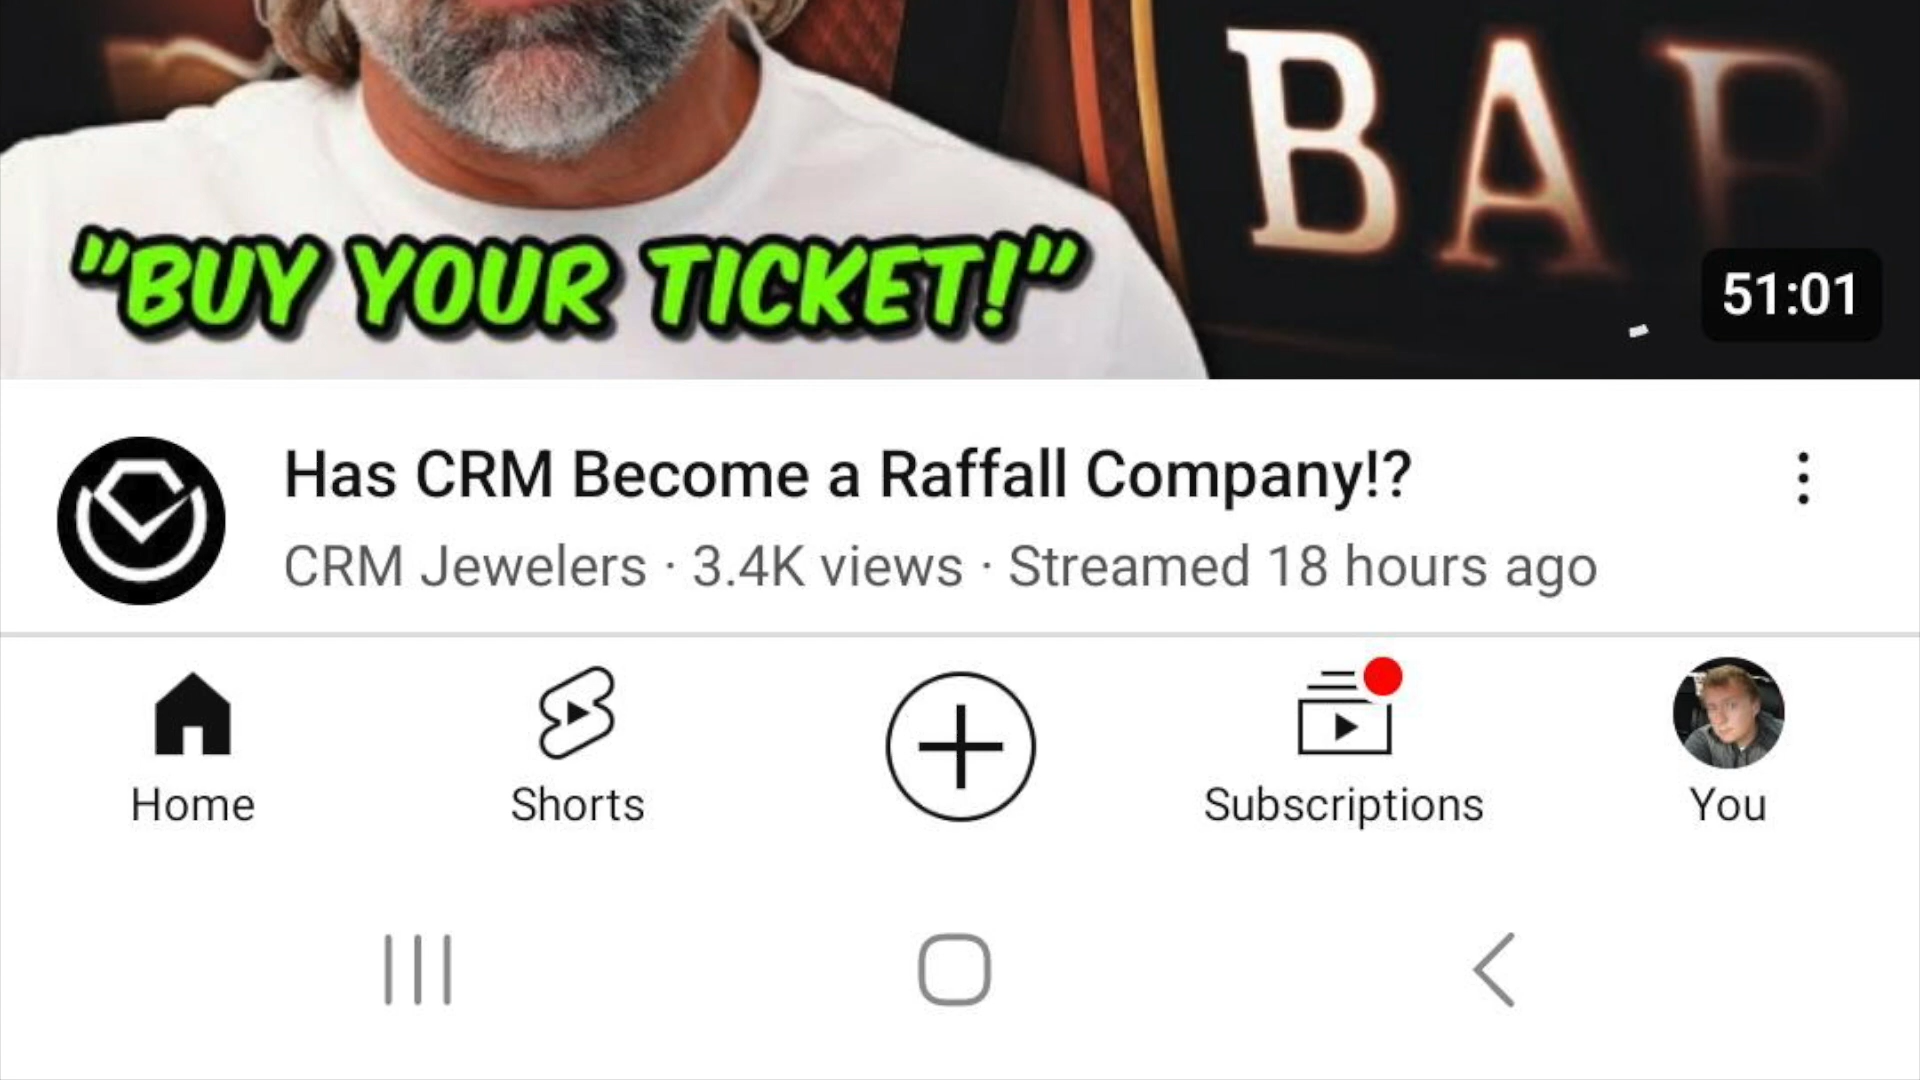 BAR
"BUY YOUR TICKET!"
51:01
Has CRM Become a Raffall Company!?
CRM Jewelers · 3.4K views · Streamed 18 hours ago
Home
Shorts
Subscriptions
You